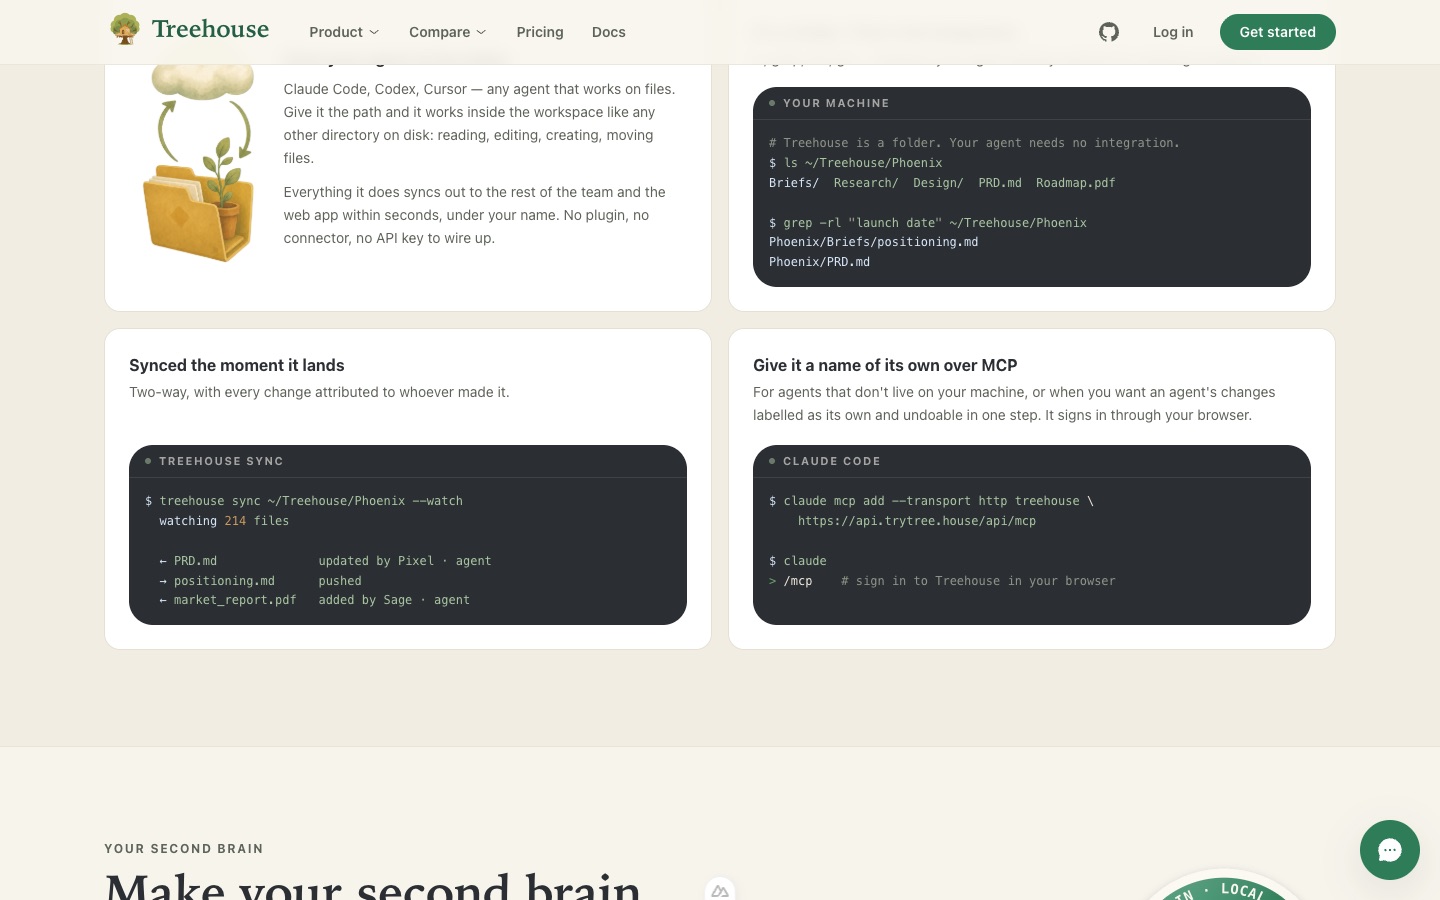 Treehouse
Product
Compare
Pricing
Docs
Log in
Get started
Claude Code, Codex, Cursor — any agent that works on files.
Give it the path and it works inside the workspace like any
other directory on disk: reading, editing, creating, moving
files.
Everything it does syncs out to the rest of the team and the
web app within seconds, under your name. No plugin, no
connector, no API key to wire up.
YOUR MACHINE
# Treehouse is a folder. Your agent needs no integration.
$ ls ~/Treehouse/Phoenix
Briefs/  Research/  Design/  PRD.md  Roadmap.pdf
$ grep -rl "launch date" ~/Treehouse/Phoenix
Phoenix/Briefs/positioning.md
Phoenix/PRD.md
Synced the moment it lands
Two-way, with every change attributed to whoever made it.
TREEHOUSE SYNC
$ treehouse sync ~/Treehouse/Phoenix --watch
watching 214 files
← PRD.md updated by Pixel · agent
→ positioning.md pushed
← market_report.pdf added by Sage · agent
Give it a name of its own over MCP
For agents that don't live on your machine, or when you want an agent's changes
labelled as its own and undoable in one step. It signs in through your browser.
CLAUDE CODE
$ claude mcp add --transport http treehouse \
https://api.trytree.house/api/mcp
$ claude
> /mcp # sign in to Treehouse in your browser
YOUR SECOND BRAIN
Make your second brain
· LOCAL